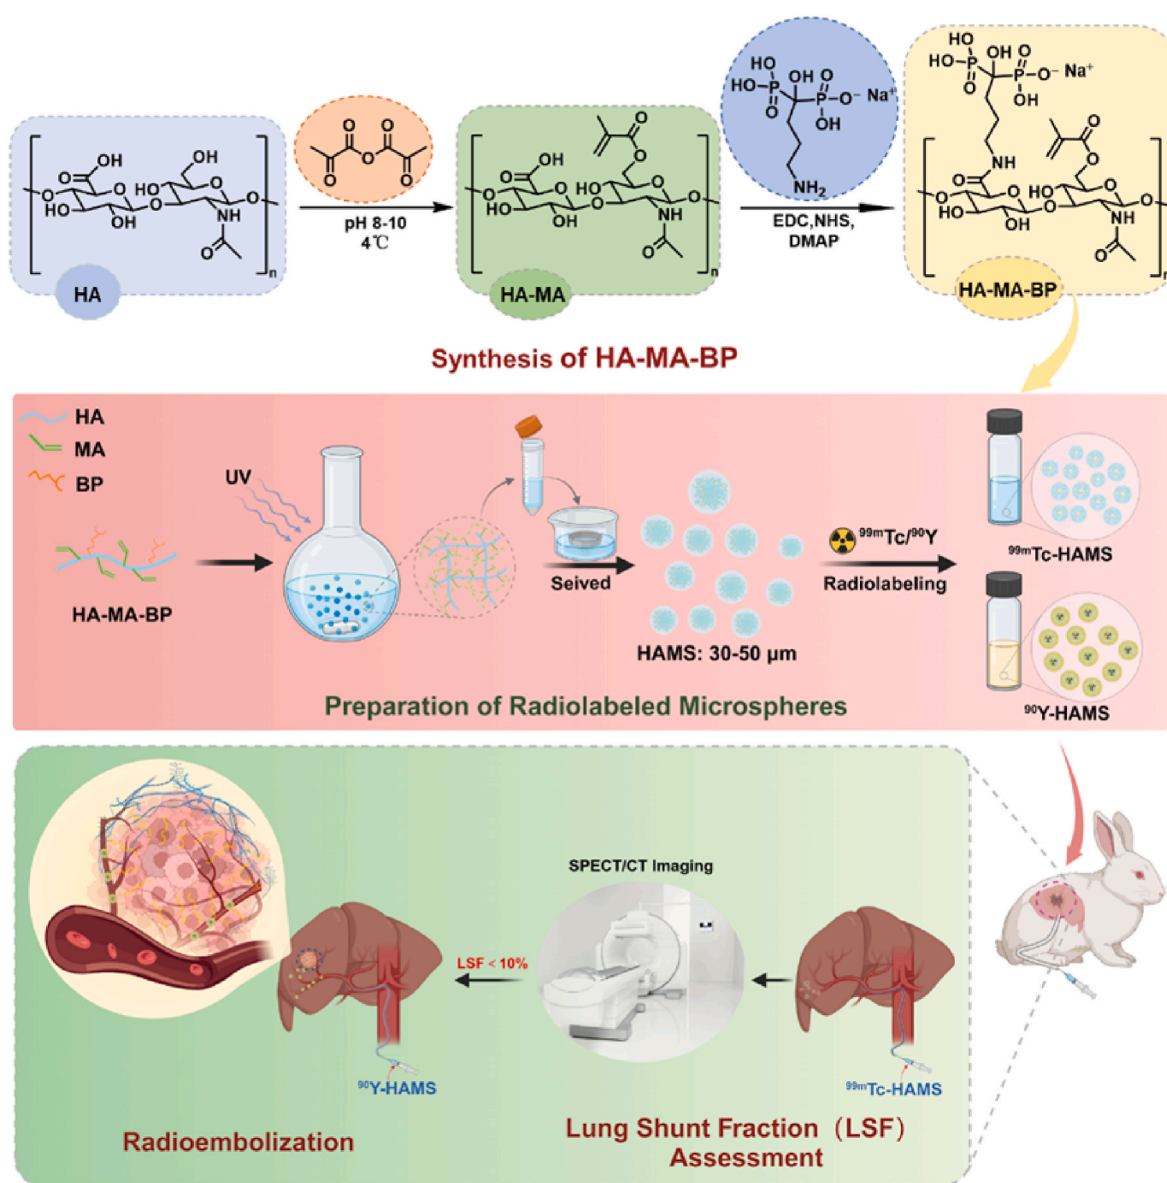 HO
HO
P
O
OH
O
P
O⁻ Na⁺
OH
NH₂
EDC,NHS,
DMAP
HO
HO
P
O
OH
O
P
O⁻ Na⁺
OH
NH
O
O
O
HO
OH
O
HO
O
O
NH
O
n
HA-MA-BP
O
OH
HO
OH
O
HO
OH
O
O
NH
O
n
HA
O
O
O
O
O
pH 8-10
4℃
O
OH
HO
OH
O
O
O
HO
O
O
NH
O
n
HA-MA
Synthesis of HA-MA-BP
HA
MA
BP
HA-MA-BP
UV
Seived
HAMS: 30-50 μm
⁹⁹ᵐTc/⁹⁰Y
Radiolabeling
⁹⁹ᵐTc-HAMS
⁹⁰Y-HAMS
Preparation of Radiolabeled Microspheres
SPECT/CT Imaging
LSF < 10%
⁹⁰Y-HAMS
⁹⁹ᵐTc-HAMS
Radioembolization
Lung Shunt Fraction（LSF）
Assessment